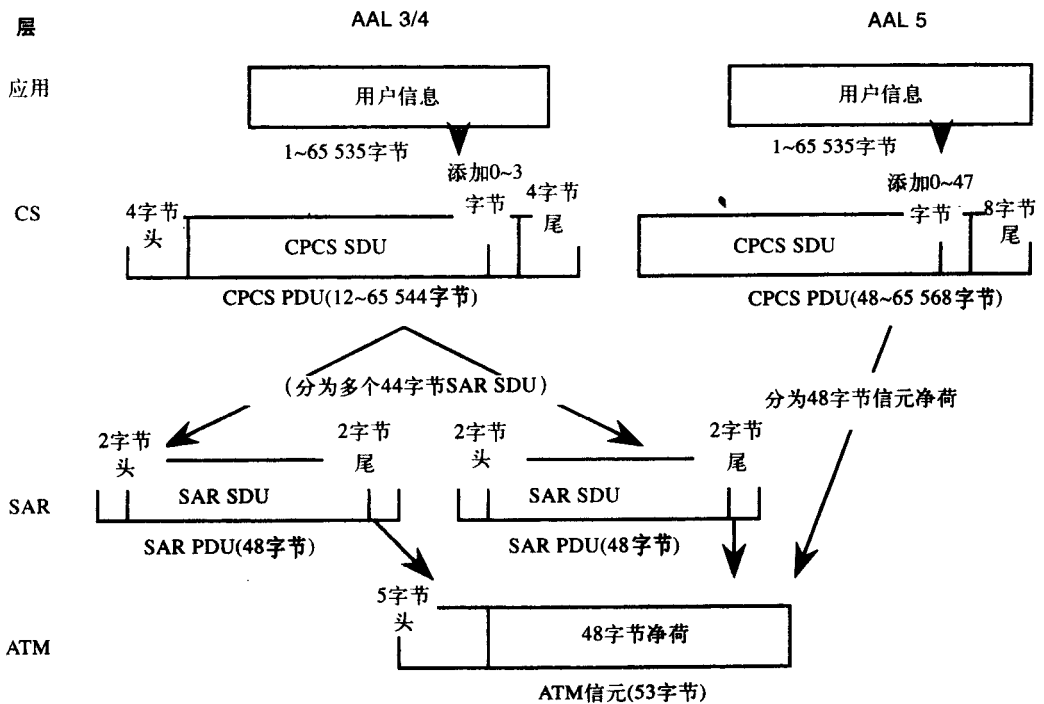 层
AAL 3/4
AAL 5
应用
用户信息
用户信息
1~65 535字节
1~65 535字节
添加0~3
字节
添加0~47
字节
CS
4字节
头
CPCS SDU
4字节
尾
CPCS SDU
8字节
尾
CPCS PDU(12~65 544字节)
CPCS PDU(48~65 568字节)
(分为多个44字节SAR SDU)
分为48字节信元净荷
2字节
头
2字节
尾
2字节
头
2字节
尾
SAR
SAR SDU
SAR SDU
SAR PDU(48字节)
SAR PDU(48字节)
5字节
头
ATM
48字节净荷
ATM信元(53字节)